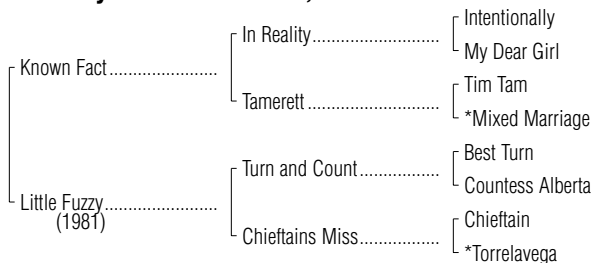 Intentionally
In Reality
My Dear Girl
Known Fact
Tim Tam
Tamerett
*Mixed Marriage
Best Turn
Turn and Count
Countess Alberta
Little Fuzzy
(1981)
Chieftain
Chieftains Miss
*Torrelavega